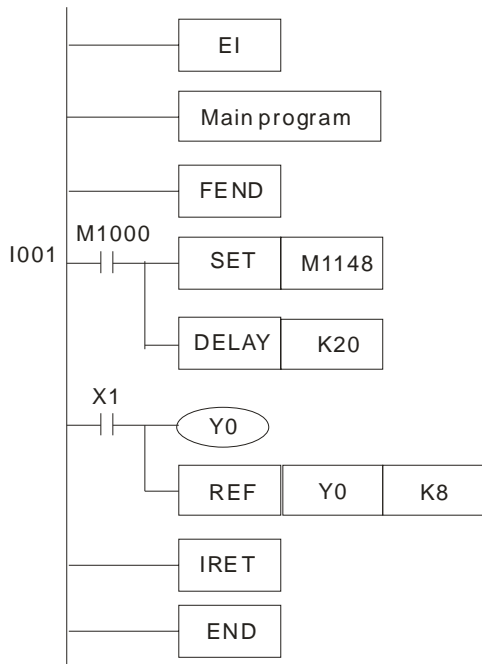 EI
Main program
FEND
M1000
I001
SET M1148
DELAY K20
X1
Y0
REF Y0 K8
IRET
END